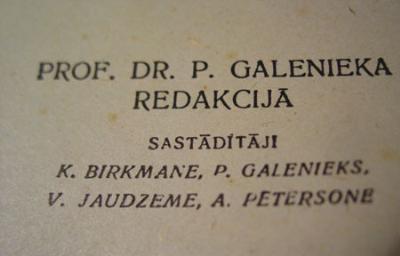 PROF. DR. P. GALENIEKA
REDAKCIJĀ
SASTĀDĪTĀJI
K. BIRKMANE, P. GALENIEKS,
V. JAUDZEME, A. PĒTERSONE